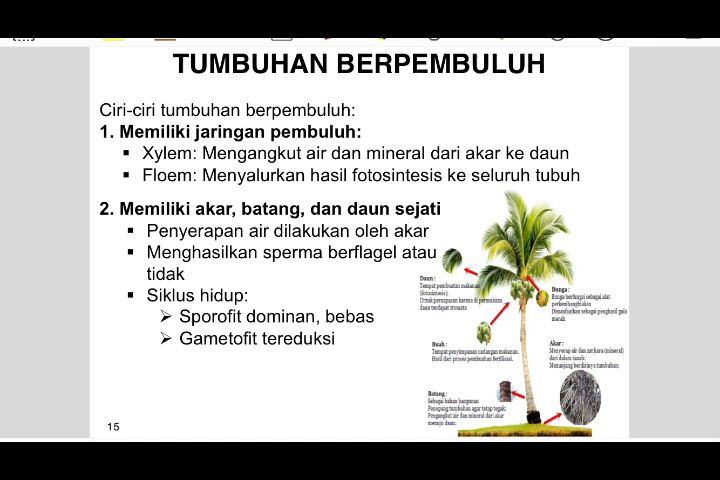 TUMBUHAN BERPEMBULUH
Ciri-ciri tumbuhan berpembuluh:
1. Memiliki jaringan pembuluh:
▪ Xylem: Mengangkut air dan mineral dari akar ke daun
▪ Floem: Menyalurkan hasil fotosintesis ke seluruh tubuh
2. Memiliki akar, batang, dan daun sejati
▪ Penyerapan air dilakukan oleh akar
▪ Menghasilkan sperma berflagel atau
tidak
▪ Siklus hidup:
➢ Sporofit dominan, bebas
➢ Gametofit tereduksi
Daun :
Tempat pembuatan makanan
(fotosintesis);
Untuk pernapasan karena di permukaan
daun terdapat stomata
Bunga :
Bunga berfungsi sebagai alat
perkembangbiakan
Dimanfaatkan sebagai penghasil gula
merah
Buah :
Tempat penyimpanan cadangan makanan.
Hasil dari proses pembuahan fertilisasi.
Akar :
Menyerap air dan zat hara (mineral)
dari dalam tanah;
Menunjang berdirinya tumbuhan;
Batang :
Sebagai bahan bangunan
Penopang tumbuhan agar tetap tegak;
Pengangkut air dan mineral dari akar
menuju daun;
15